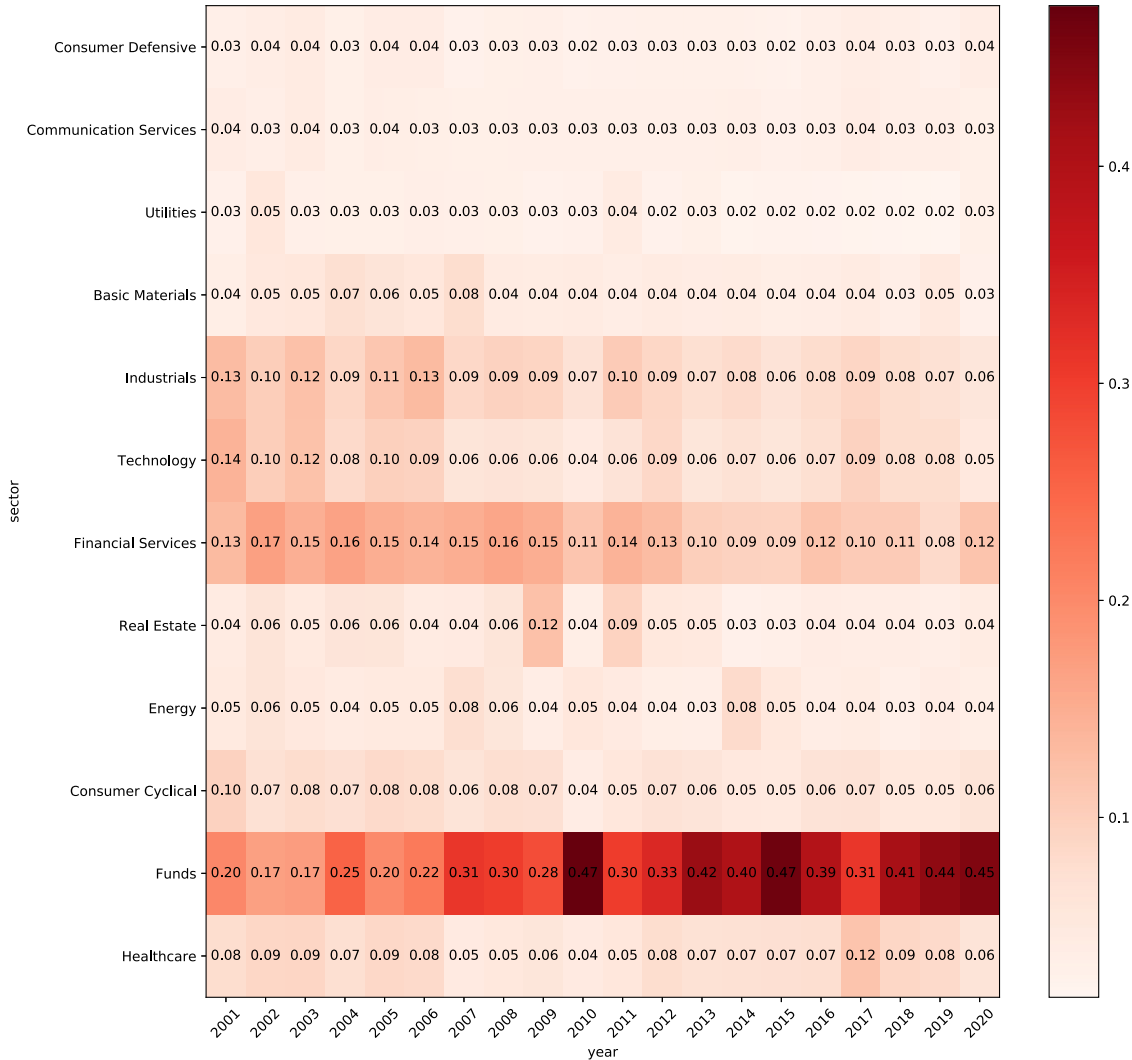 Consumer Defensive 0.03 0.04 0.04 0.03 0.04 0.04 0.03 0.03 0.03 0.02 0.03 0.03 0.03 0.03 0.02 0.03 0.04 0.03 0.03 0.04
Communication Services 0.04 0.03 0.04 0.03 0.04 0.03 0.03 0.03 0.03 0.03 0.03 0.03 0.03 0.03 0.03 0.03 0.04 0.03 0.03 0.03
0.4
Utilities 0.03 0.05 0.03 0.03 0.03 0.03 0.03 0.03 0.03 0.03 0.04 0.02 0.03 0.02 0.02 0.02 0.02 0.02 0.02 0.03
Basic Materials 0.04 0.05 0.05 0.07 0.06 0.05 0.08 0.04 0.04 0.04 0.04 0.04 0.04 0.04 0.04 0.04 0.04 0.03 0.05 0.03
Industrials 0.13 0.10 0.12 0.09 0.11 0.13 0.09 0.09 0.09 0.07 0.10 0.09 0.07 0.08 0.06 0.08 0.09 0.08 0.07 0.06
0.3
Technology 0.14 0.10 0.12 0.08 0.10 0.09 0.06 0.06 0.06 0.04 0.06 0.09 0.06 0.07 0.06 0.07 0.09 0.08 0.08 0.05
sector
Financial Services 0.13 0.17 0.15 0.16 0.15 0.14 0.15 0.16 0.15 0.11 0.14 0.13 0.10 0.09 0.09 0.12 0.10 0.11 0.08 0.12
0.2
Real Estate 0.04 0.06 0.05 0.06 0.06 0.04 0.04 0.06 0.12 0.04 0.09 0.05 0.05 0.03 0.03 0.04 0.04 0.04 0.03 0.04
Energy 0.05 0.06 0.05 0.04 0.05 0.05 0.08 0.06 0.04 0.05 0.04 0.04 0.03 0.08 0.05 0.04 0.04 0.03 0.04 0.04
Consumer Cyclical 0.10 0.07 0.08 0.07 0.08 0.08 0.06 0.08 0.07 0.04 0.05 0.07 0.06 0.05 0.05 0.06 0.07 0.05 0.05 0.06
0.1
Funds 0.20 0.17 0.17 0.25 0.20 0.22 0.31 0.30 0.28 0.47 0.30 0.33 0.42 0.40 0.47 0.39 0.31 0.41 0.44 0.45
Healthcare 0.08 0.09 0.09 0.07 0.09 0.08 0.05 0.05 0.06 0.04 0.05 0.08 0.07 0.07 0.07 0.07 0.12 0.09 0.08 0.06
2001 2002 2003 2004 2005 2006 2007 2008 2009 2010 2011 2012 2013 2014 2015 2016 2017 2018 2019 2020
year